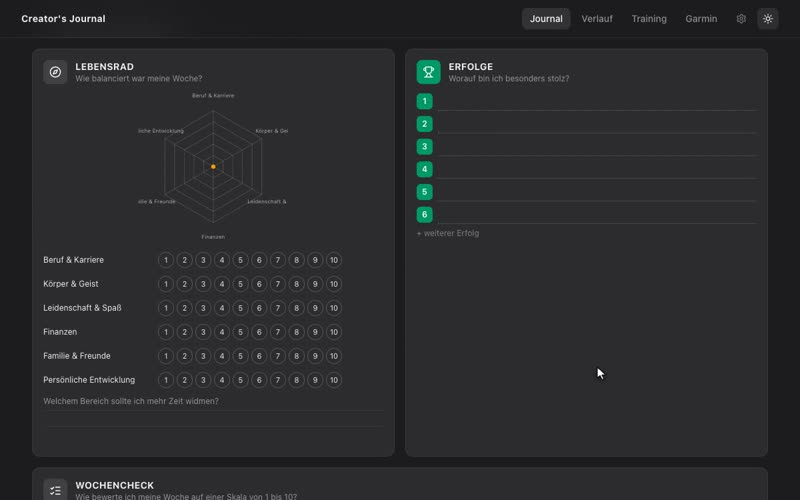 Creator's Journal
Journal
Verlauf
Training
Garmin
LEBENSRAD
Wie balanciert war meine Woche?
Beruf & Karriere
liche Entwicklung
Körper & Gei
ilie & Freunde
Leidenschaft &
Finanzen
Beruf & Karriere 1 2 3 4 5 6 7 8 9 10
Körper & Geist 1 2 3 4 5 6 7 8 9 10
Leidenschaft & Spaß 1 2 3 4 5 6 7 8 9 10
Finanzen 1 2 3 4 5 6 7 8 9 10
Familie & Freunde 1 2 3 4 5 6 7 8 9 10
Persönliche Entwicklung 1 2 3 4 5 6 7 8 9 10
Welchem Bereich sollte ich mehr Zeit widmen?
ERFOLGE
Worauf bin ich besonders stolz?
1
2
3
4
5
6
+ weiterer Erfolg
WOCHENCHECK
Wie bewerte ich meine Woche auf einer Skala von 1 bis 10?